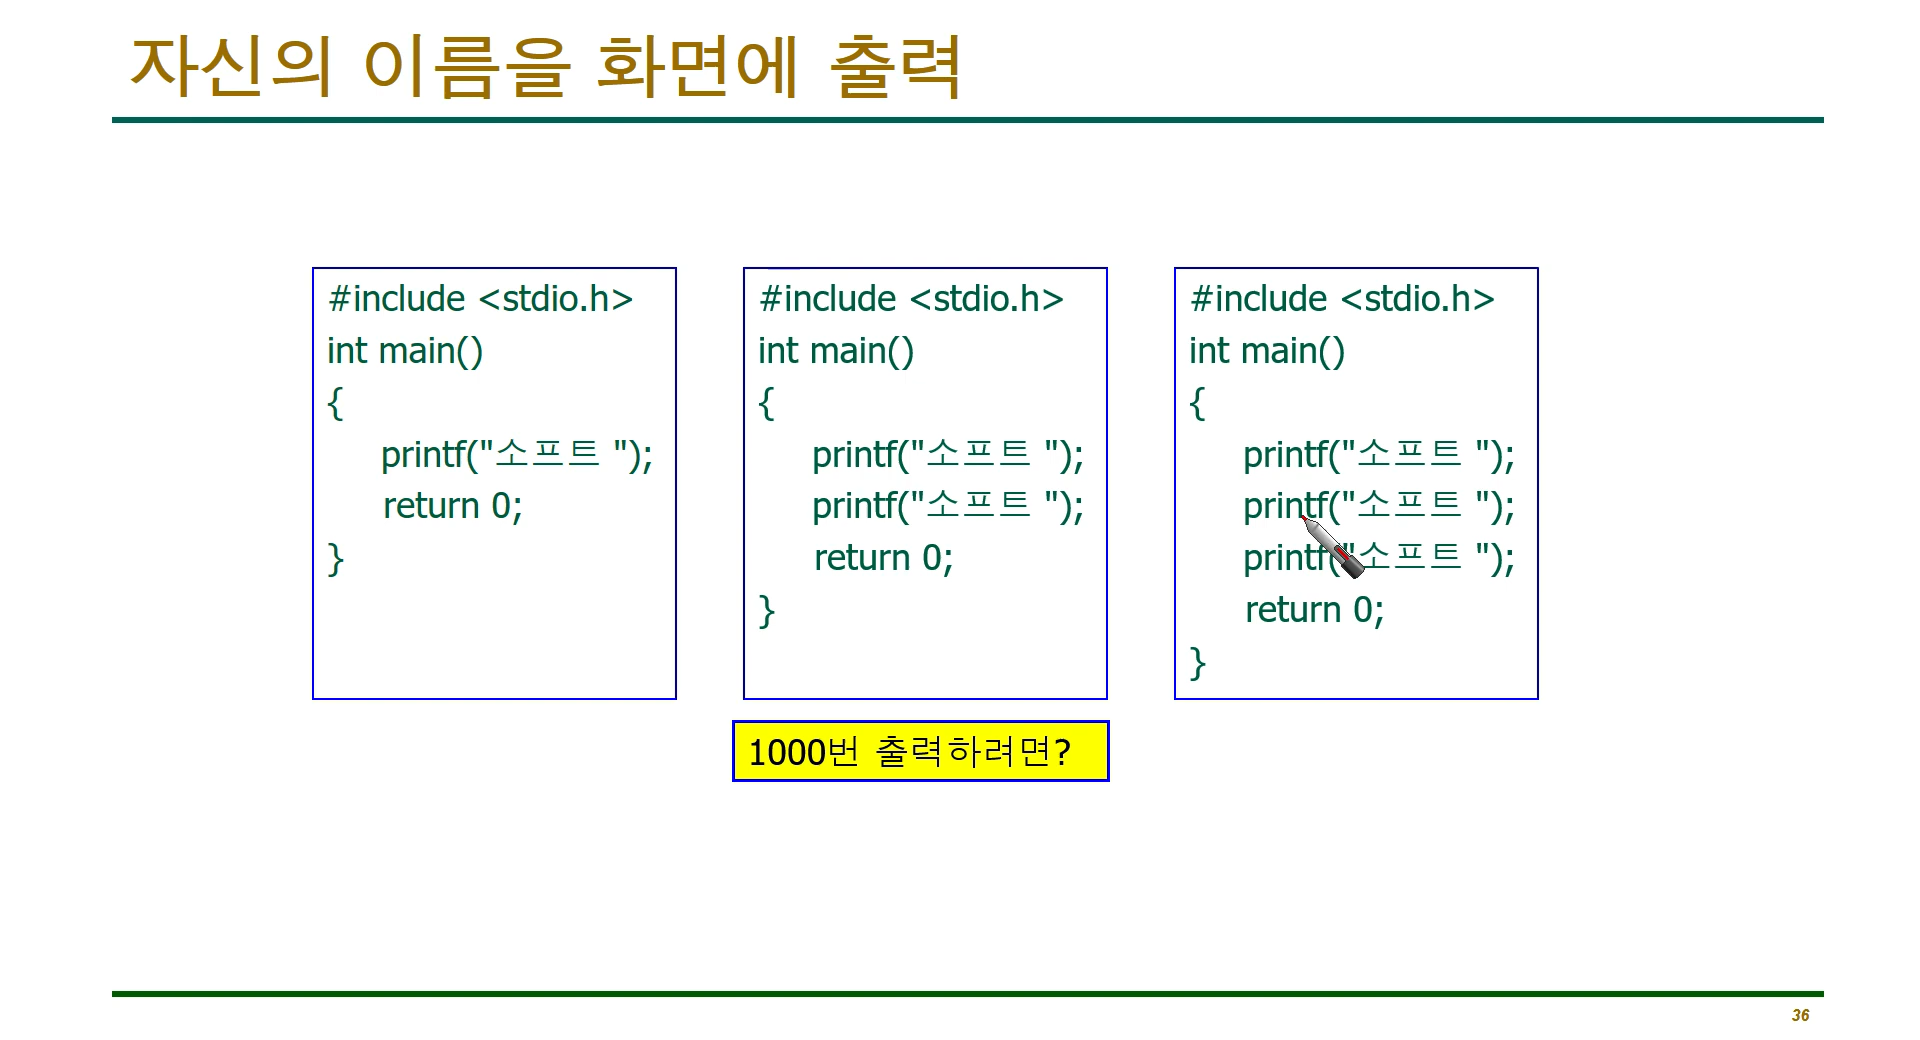 자신의 이름을 화면에 출력
#include <stdio.h>
int main()
{
printf("소프트 ");
return 0;
}
#include <stdio.h>
int main()
{
printf("소프트 ");
printf("소프트 ");
return 0;
}
#include <stdio.h>
int main()
{
printf("소프트 ");
printf("소프트 ");
printf("소프트 ");
return 0;
}
1000번 출력하려면?
36